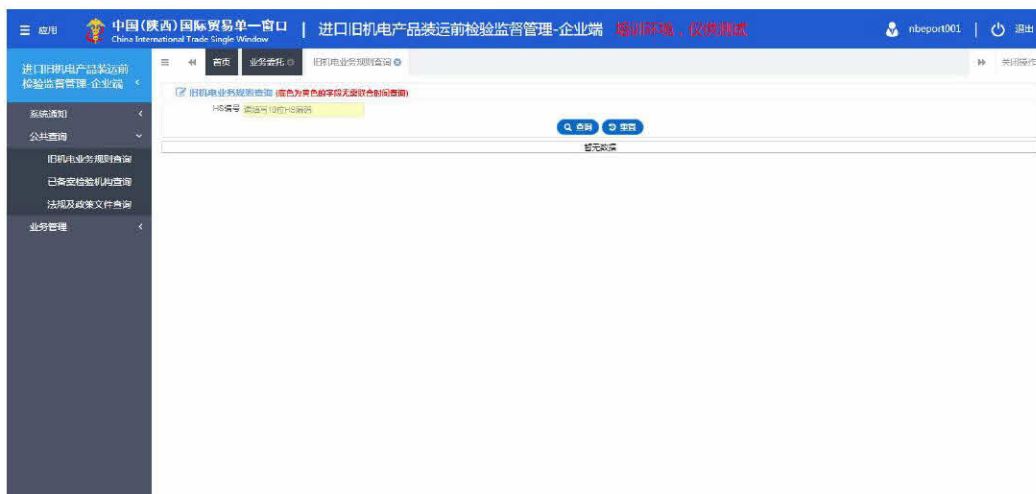 应用
中国(陕西)国际贸易单一窗口 | 进口旧机电产品装运前检验监督管理-企业端 培训环境，仅供测试
China International Trade Single Window
nbeport001 | 退出
进口旧机电产品装运前
检验监督管理-企业端
首页 业务委托 旧机电业务规则查询 关闭操作
旧机电业务规则查询 (底色为黄色的字段无需联合时间查询)
HS编号 请填写10位HS编码
查询 重置
暂无数据
系统通知
公共查询
旧机电业务规则查询
已备案检验机构查询
法规及政策文件查询
业务管理